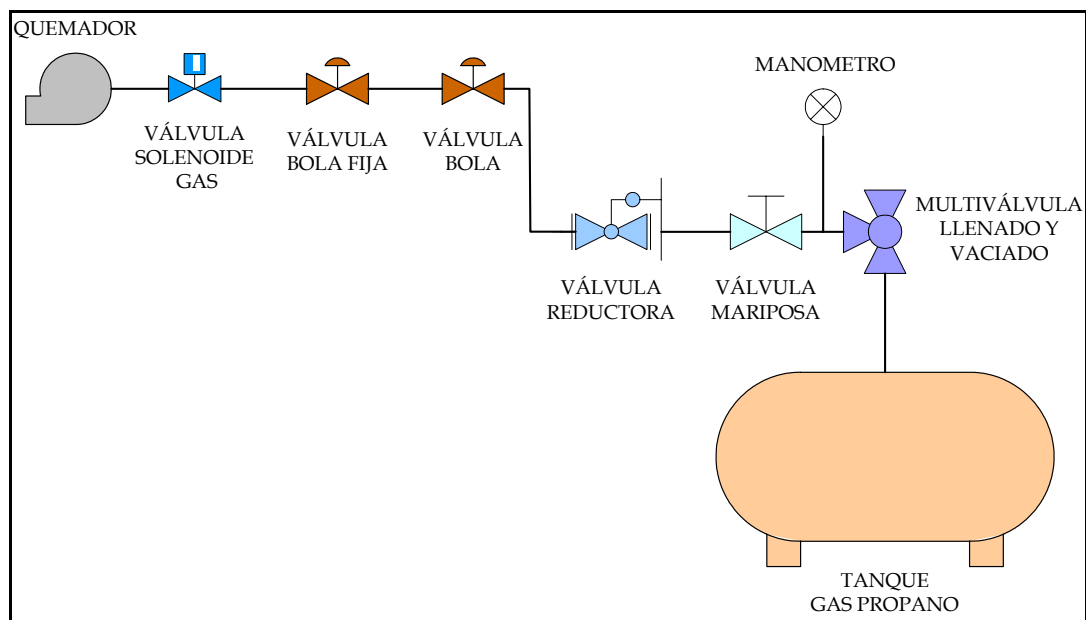 QUEMADOR
VÁLVULA
SOLENOIDE
GAS
VÁLVULA
BOLA FIJA
VÁLVULA
BOLA
MANOMETRO
MULTIVÁLVULA
LLENADO Y
VACIADO
VÁLVULA
REDUCTORA
VÁLVULA
MARIPOSA
TANQUE
GAS PROPANO